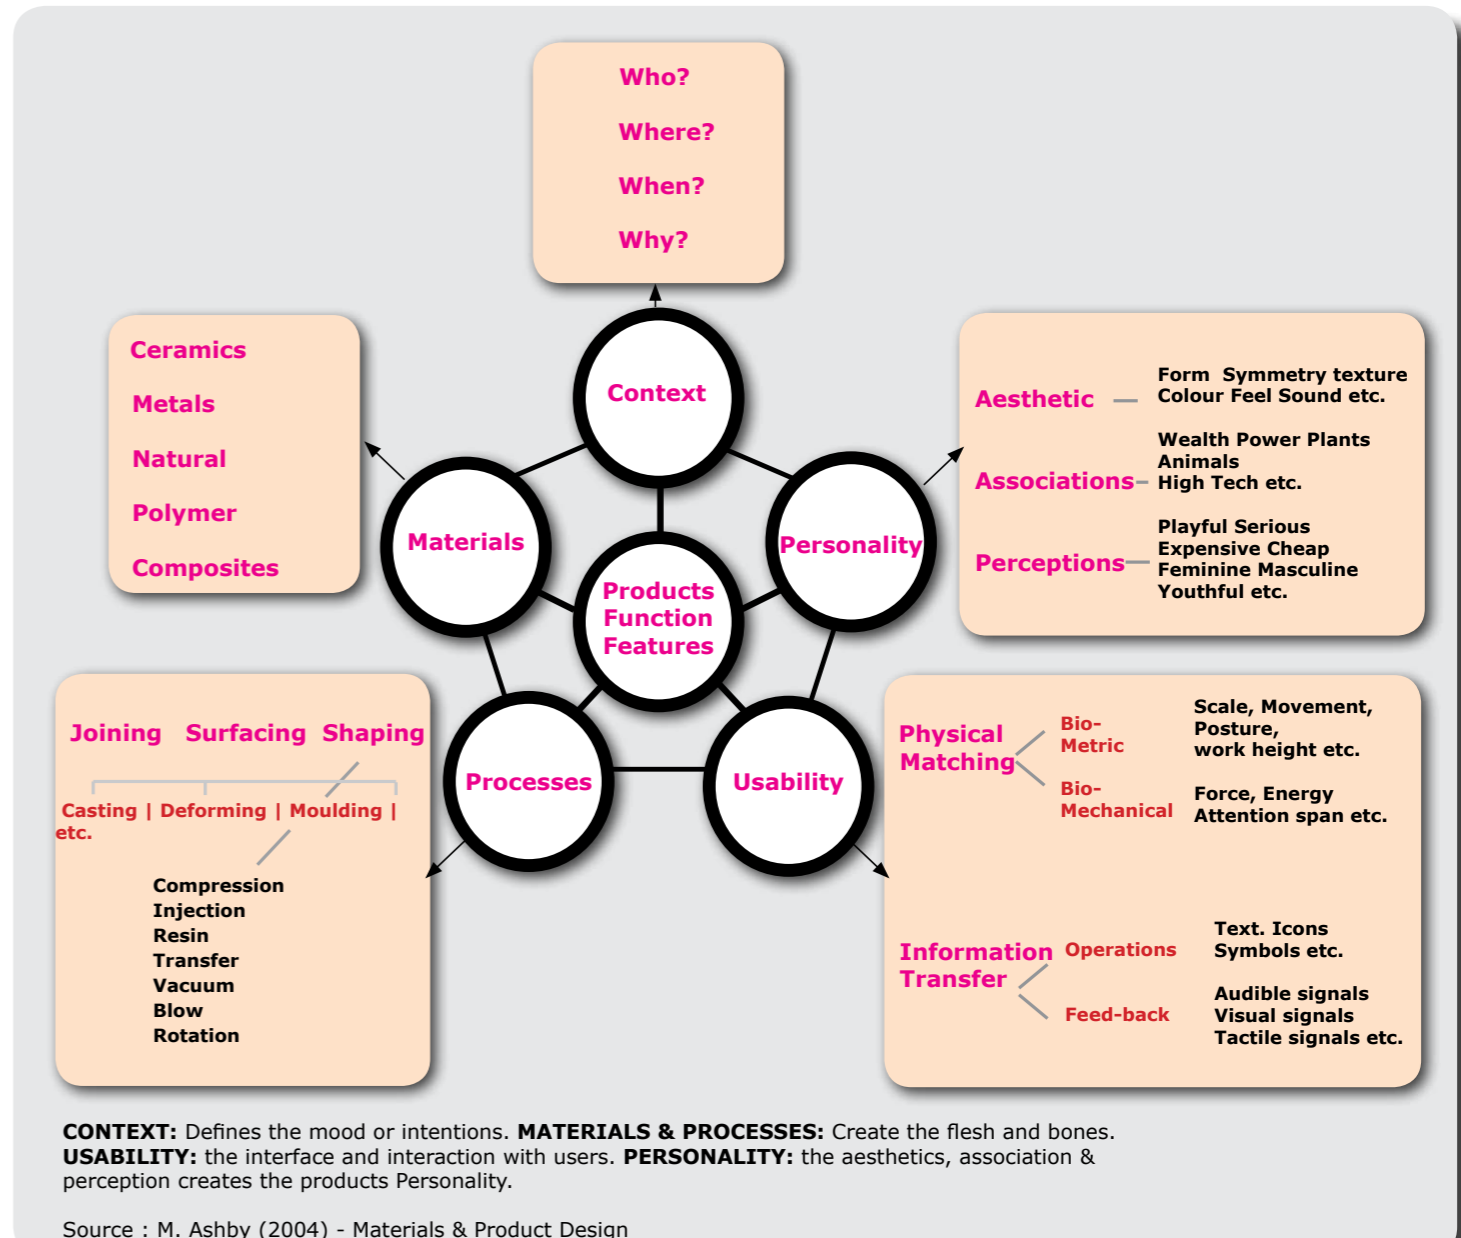 Who?
Where?
When?
Why?
Context
Ceramics
Metals
Natural
Polymer
Composites
Materials
Personality
Aesthetic
Form Symmetry texture
Colour Feel Sound etc.
Associations
Wealth Power Plants
Animals
High Tech etc.
Perceptions
Playful Serious
Expensive Cheap
Feminine Masculine
Youthful etc.
Products
Function
Features
Joining Surfacing Shaping
Casting | Deforming | Moulding |
etc.
Compression
Injection
Resin
Transfer
Vacuum
Blow
Rotation
Processes
Usability
Physical
Matching
Bio-
Metric
Scale, Movement,
Posture,
work height etc.
Bio-
Mechanical
Force, Energy
Attention span etc.
Information
Transfer
Operations
Text. Icons
Symbols etc.
Feed-back
Audible signals
Visual signals
Tactile signals etc.
CONTEXT: Defines the mood or intentions. MATERIALS & PROCESSES: Create the flesh and bones.
USABILITY: the interface and interaction with users. PERSONALITY: the aesthetics, association &
perception creates the products Personality.
Source : M. Ashby (2004) - Materials & Product Design